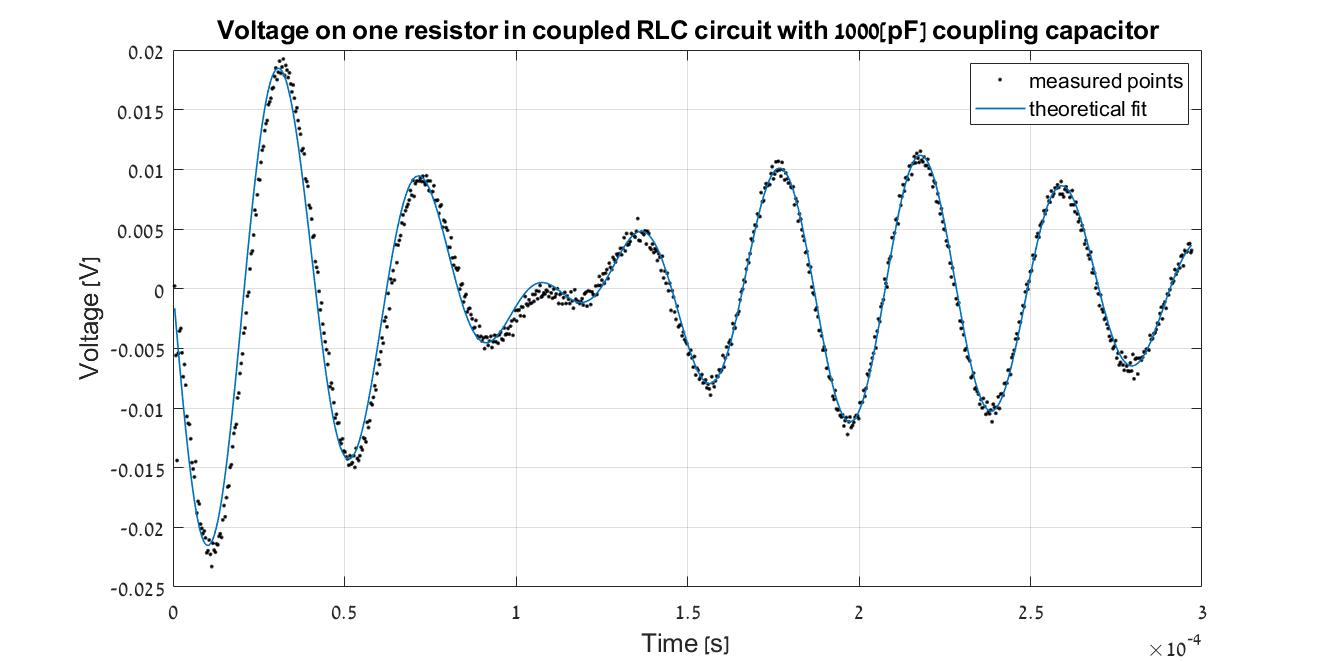 Voltage on one resistor in coupled RLC circuit with 1000[pF] coupling capacitor
measured points
theoretical fit
0.02
0.015
0.01
0.005
0
-0.005
-0.01
-0.015
-0.02
-0.025
Voltage [V]
0 0.5 1 1.5 2 2.5 3
Time [s]
×10⁻⁴